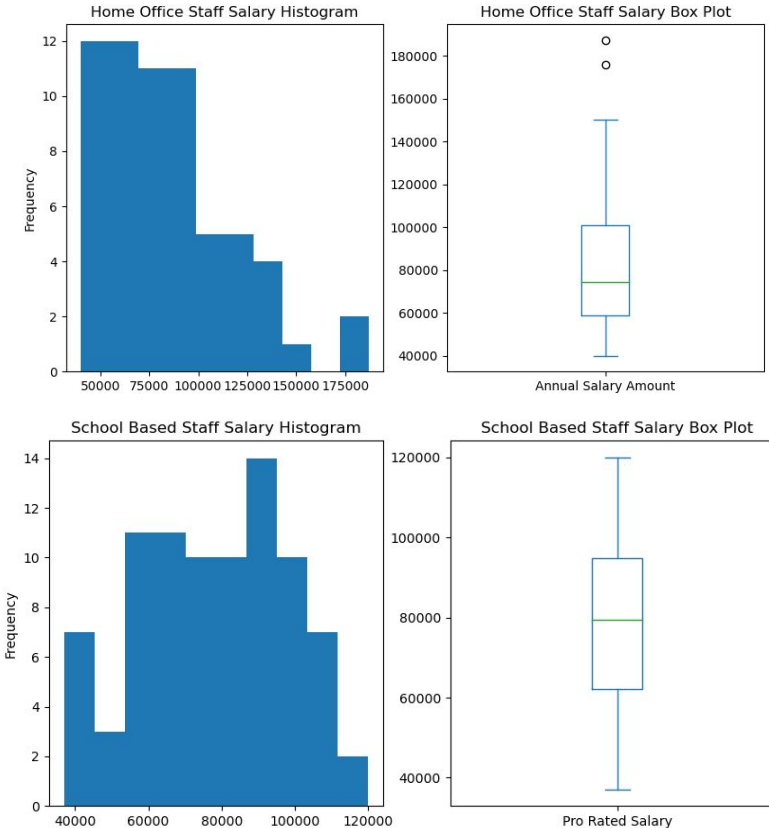 Home Office Staff Salary Histogram
12
10
8
6
4
2
0
Frequency
50000 75000 100000 125000 150000 175000
Home Office Staff Salary Box Plot
180000
160000
140000
120000
100000
80000
60000
40000
Annual Salary Amount
School Based Staff Salary Histogram
14
12
10
8
6
4
2
0
Frequency
40000 60000 80000 100000 120000
School Based Staff Salary Box Plot
120000
100000
80000
60000
40000
Pro Rated Salary